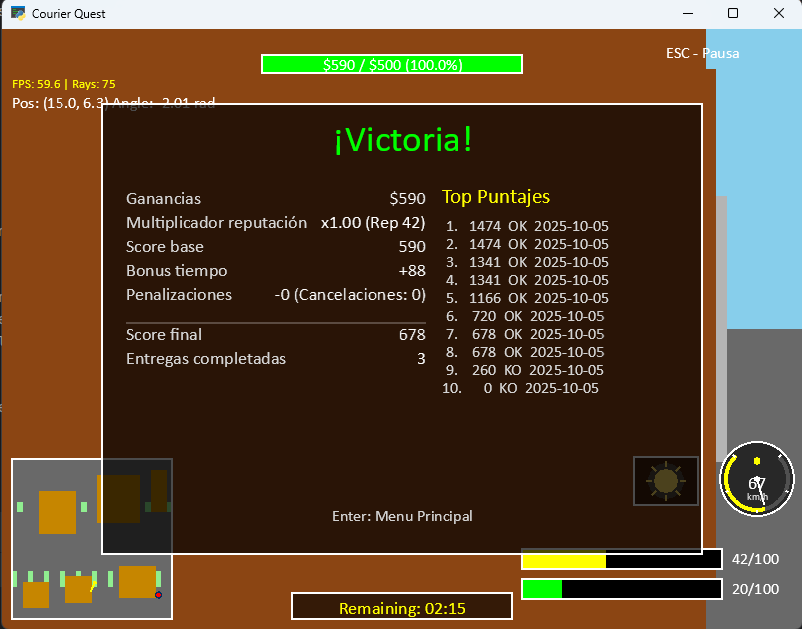 Courier Quest
ESC - Pausa
$590 / $500 (100.0%)
FPS: 59.6 | Rays: 75
Pos: (15.0, 6.3) Angle: -2.01 rad
¡Victoria!
Ganancias $590
Multiplicador reputación x1.00 (Rep 42)
Score base 590
Bonus tiempo +88
Penalizaciones -0 (Cancelaciones: 0)
Score final 678
Entregas completadas 3
Top Puntajes
1. 1474 OK 2025-10-05
2. 1474 OK 2025-10-05
3. 1341 OK 2025-10-05
4. 1341 OK 2025-10-05
5. 1166 OK 2025-10-05
6. 720 OK 2025-10-05
7. 678 OK 2025-10-05
8. 678 OK 2025-10-05
9. 260 KO 2025-10-05
10. 0 KO 2025-10-05
67
km/h
Enter: Menu Principal
42/100
20/100
Remaining: 02:15